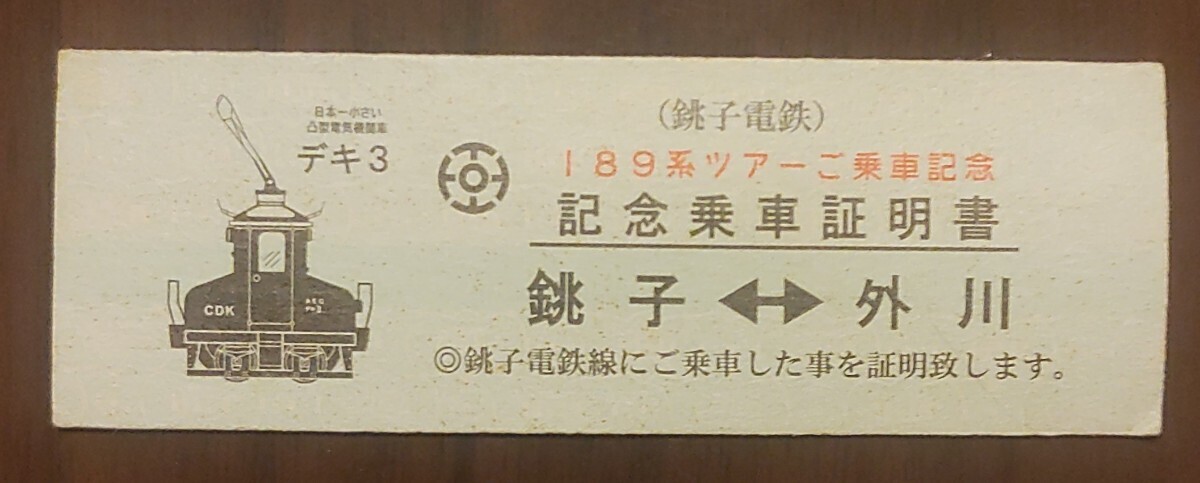 日本一小さい
凸型電気機関車
デキ3
CDK
AEG
(銚子電鉄)
189系ツアーご乗車記念
記念乗車証明書
銚子↔外川
◎銚子電鉄線にご乗車した事を証明致します。